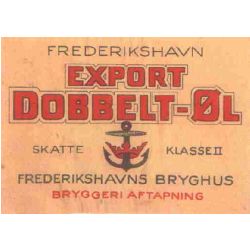 FREDERIKSHAVN
EXPORT
DOBBELT-ØL
SKATTE KLASSE II
FREDERIKSHAVNS BRYGHUS
BRYGGERI AFTAPNING